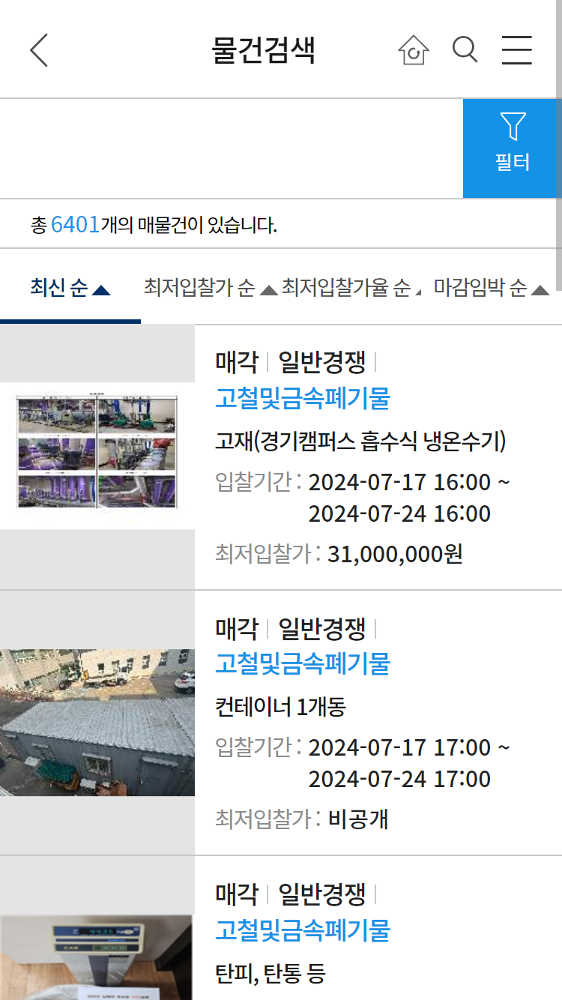 물건검색
필터
총 6401개의 매물건이 있습니다.
최신 순 최저입찰가 순 최저입찰가율 순 마감임박 순
매각 일반경쟁
고철및금속폐기물
고재(경기캠퍼스 흡수식 냉온수기)
입찰기간 : 2024-07-17 16:00 ~
2024-07-24 16:00
최저입찰가 : 31,000,000원
매각 일반경쟁
고철및금속폐기물
컨테이너 1개동
입찰기간 : 2024-07-17 17:00 ~
2024-07-24 17:00
최저입찰가 : 비공개
매각 일반경쟁
고철및금속폐기물
탄피, 탄통 등
CAS